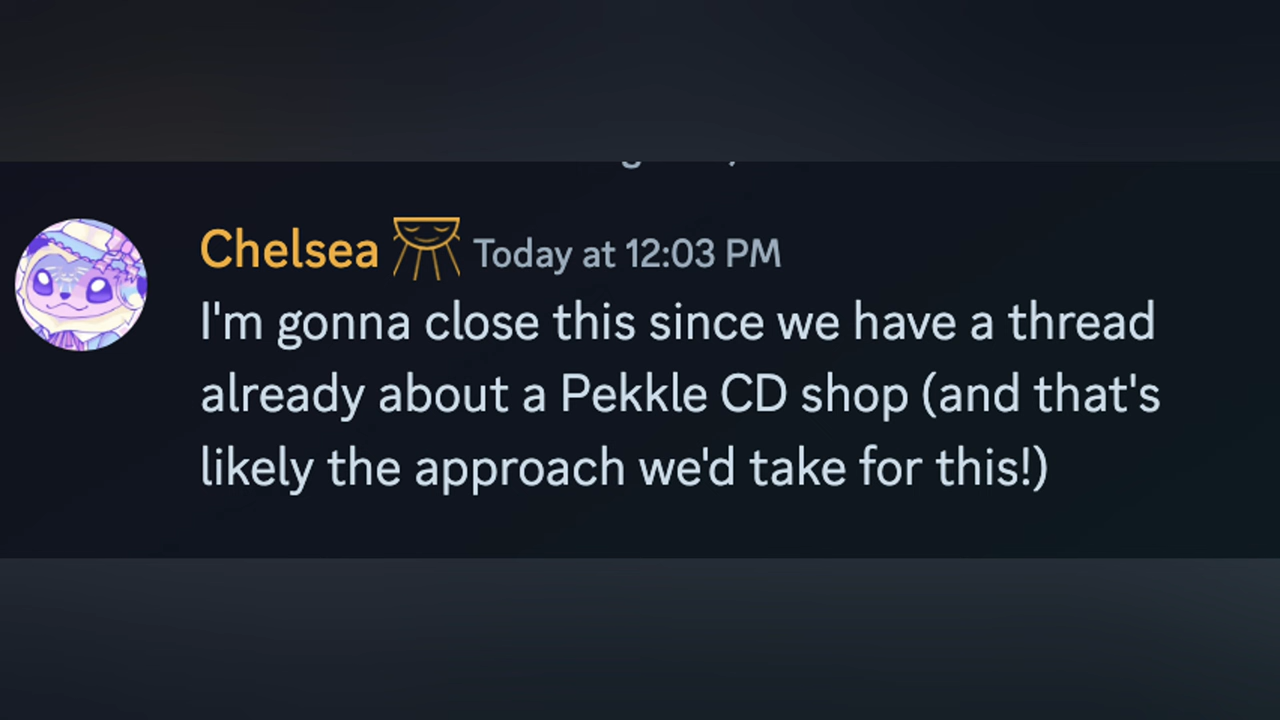 Chelsea Today at 12:03 PM
I'm gonna close this since we have a thread
already about a Pekkle CD shop (and that's
likely the approach we'd take for this!)